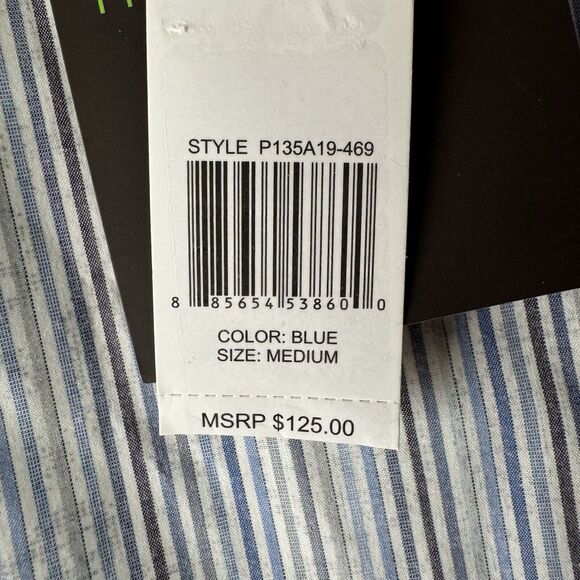 STYLE P135A19-469
8 85654 53860 0
COLOR: BLUE
SIZE: MEDIUM
MSRP $125.00